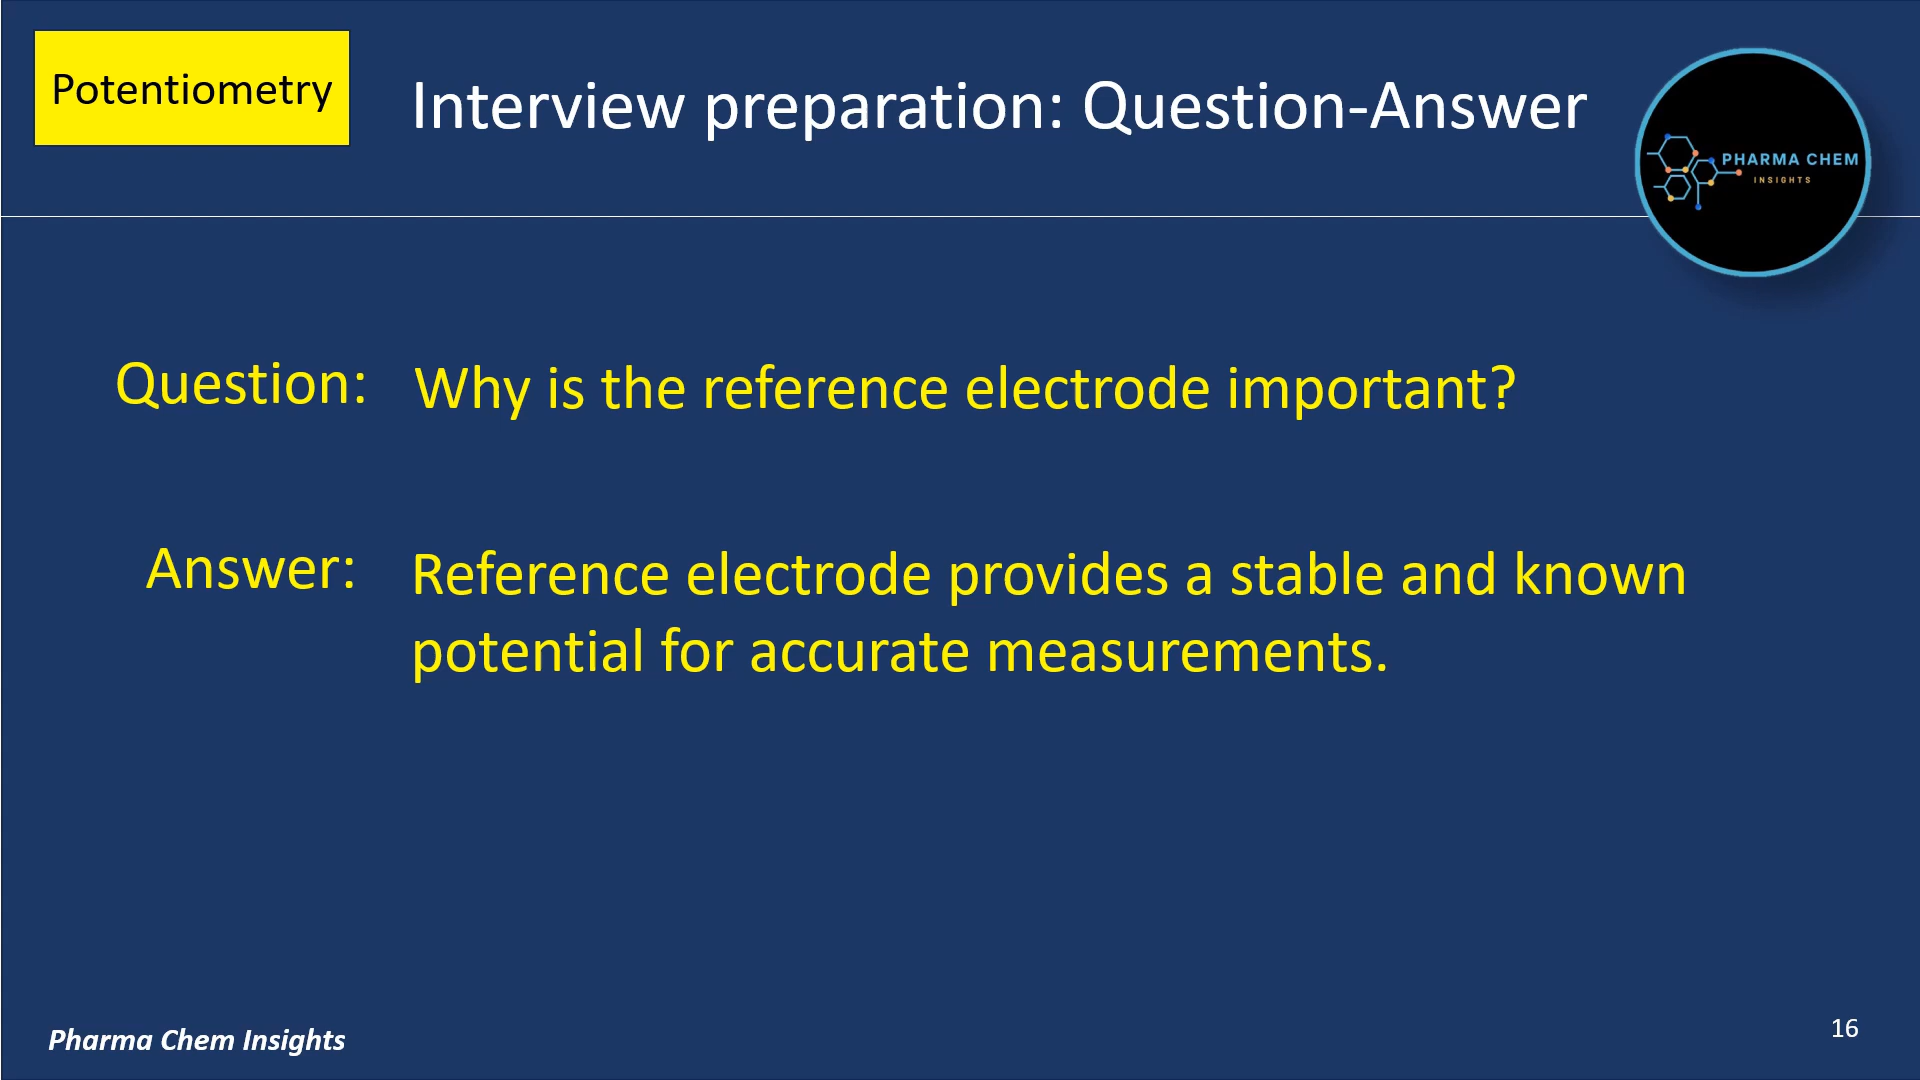 Potentiometry
Interview preparation: Question-Answer
PHARMA CHEM
INSIGHTS
Question: Why is the reference electrode important?
Answer: Reference electrode provides a stable and known
potential for accurate measurements.
Pharma Chem Insights
16